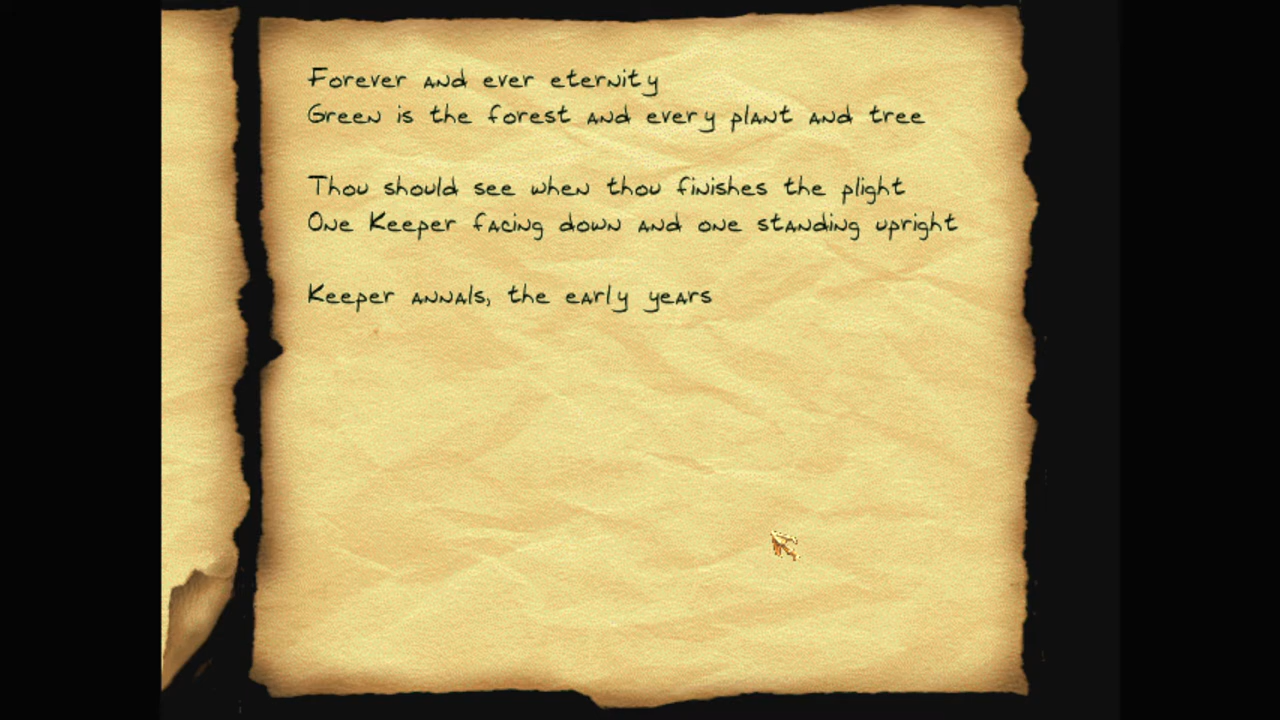 Forever and ever eternity
Green is the forest and every plant and tree
Thou should see when thou finishes the plight
One Keeper facing down and one standing upright
Keeper annals, the early years